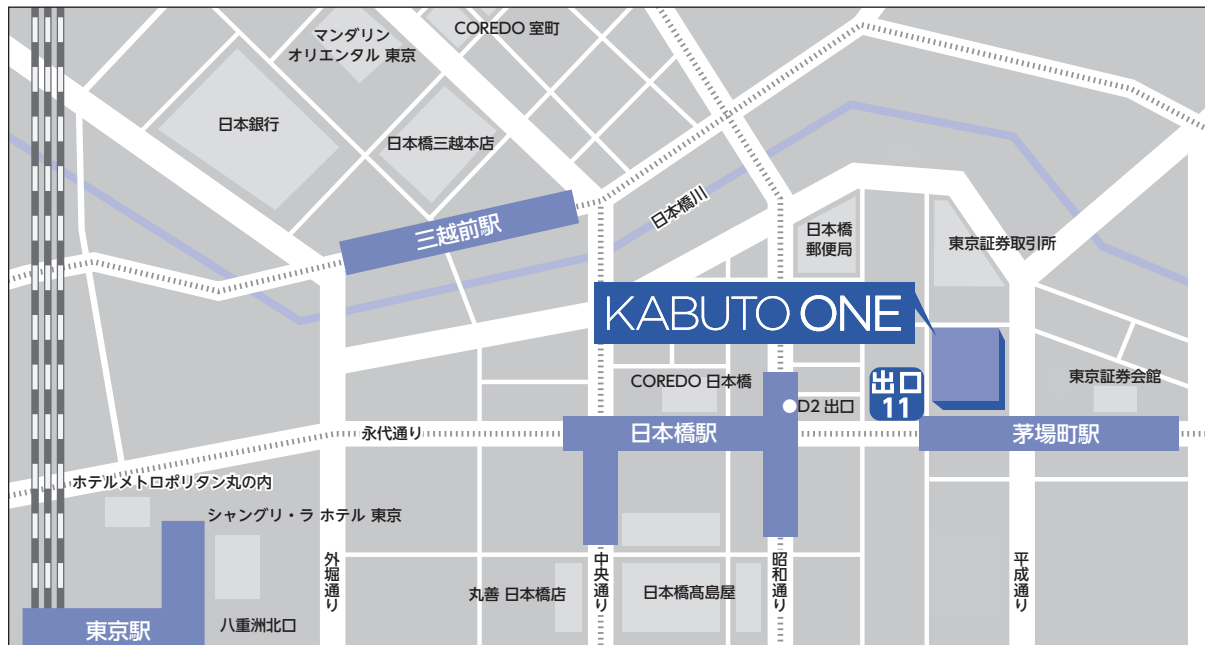 COREDO 室町
マンダリン
オリエンタル 東京
日本銀行
日本橋三越本店
三越前駅
日本橋川
日本橋
郵便局
東京証券取引所
KABUTO ONE
COREDO 日本橋
出口
11
D2 出口
東京証券会館
永代通り
日本橋駅
茅場町駅
ホテルメトロポリタン丸の内
シャングリ・ラ ホテル 東京
外堀通り
中央通り
昭和通り
平成通り
丸善 日本橋店
日本橋髙島屋
東京駅
八重洲北口